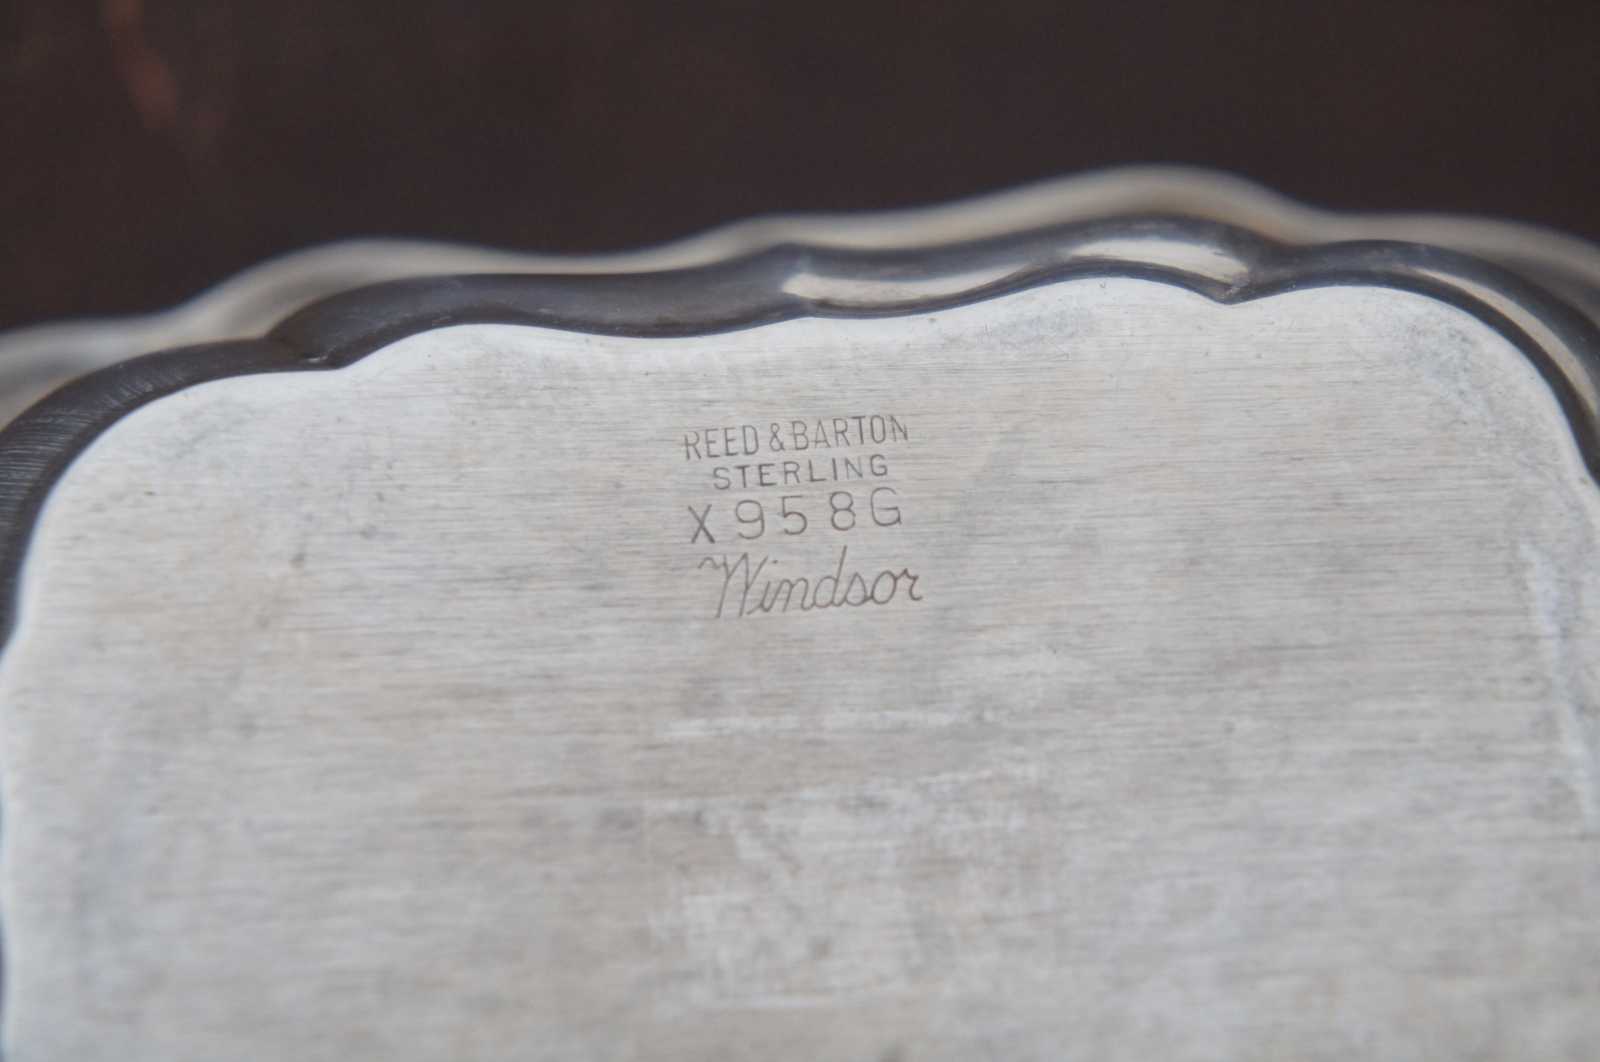 REED & BARTON
STERLING
X958G
Windsor